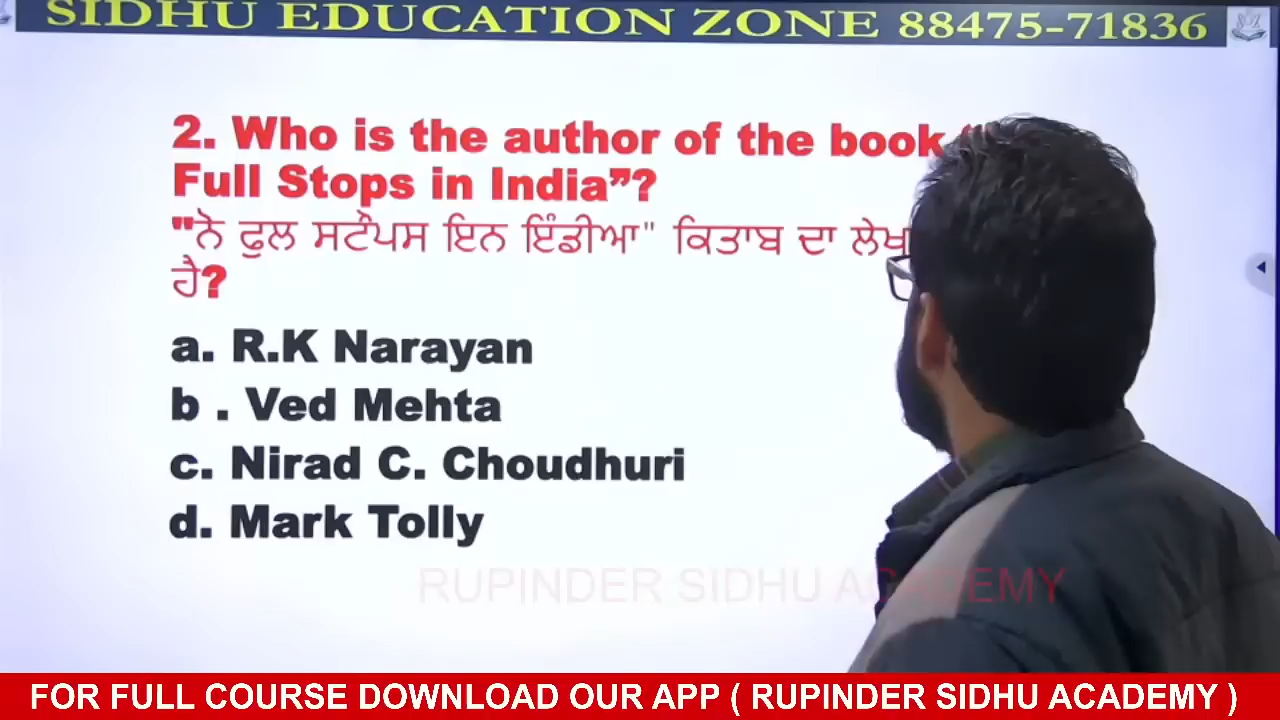 SIDHU EDUCATION ZONE 88475-71836
2. Who is the author of the book
Full Stops in India”?
"ਨੋ ਫੁਲ ਸਟੌਪਸ ਇਨ ਇੰਡੀਆ" ਕਿਤਾਬ ਦਾ
ਹੈ?
a. R.K Narayan
b . Ved Mehta
c. Nirad C. Choudhuri
d. Mark Tolly
RUPINDER SIDHU ACADEMY
FOR FULL COURSE DOWNLOAD OUR APP ( RUPINDER SIDHU ACADEMY )